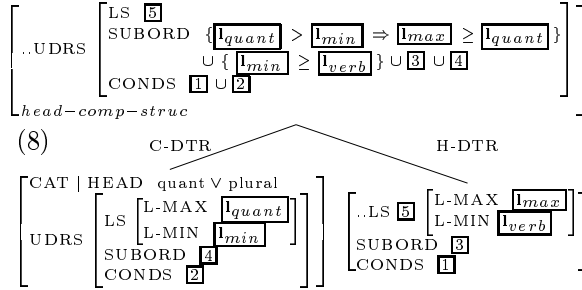 LS 5
..UDRS SUBORD { l_quant > l_min ⇒ l_max ≥ l_quant }
∪ { l_min ≥ l_verb } ∪ 3 ∪ 4
CONDS 1 ∪ 2
head−comp−struc
(8) C-DTR H-DTR
CAT | HEAD quant ∨ plural
L-MAX l_quant ..LS 5 L-MAX l_max
LS L-MIN l_min L-MIN l_verb
UDRS SUBORD 4 SUBORD 3
CONDS 2 CONDS 1